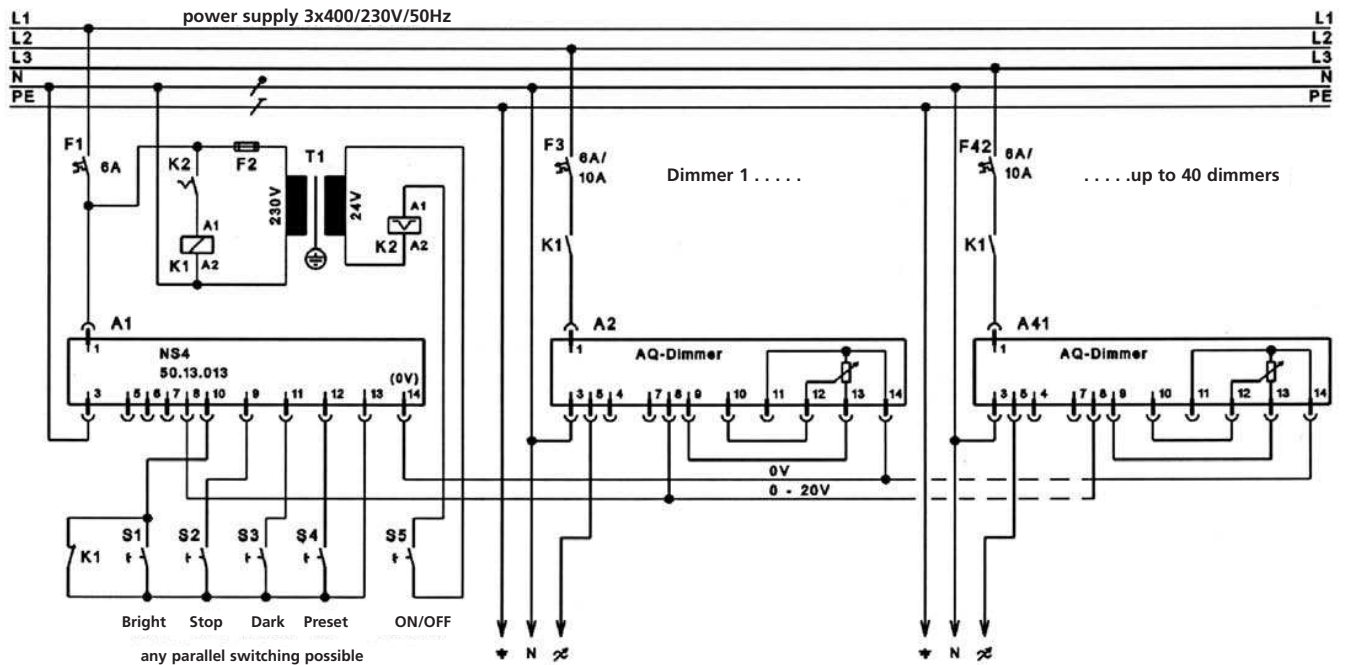 power supply 3x400/230V/50Hz
L1 L1
L2 L2
L3 L3
N N
PE PE
F1 6A
K2
F2
T1
230V
24V
A1
A2
K1
A1
K2 A2
F3 6A/ 10A
K1
Dimmer 1 . . . . .
F42 6A/ 10A
K1
. . . . .up to 40 dimmers
A1
1
NS4
50.13.013
(0V)
3 5 6 7 8 10 9 11 12 13 14
A2
1
AQ-Dimmer
3 5 4 7 8 9 10 11 12 13 14
A41
1
AQ-Dimmer
3 5 4 7 8 9 10 11 12 13 14
0V
0 - 20V
K1 S1 S2 S3 S4 S5
Bright Stop Dark Preset ON/OFF
any parallel switching possible
N
N